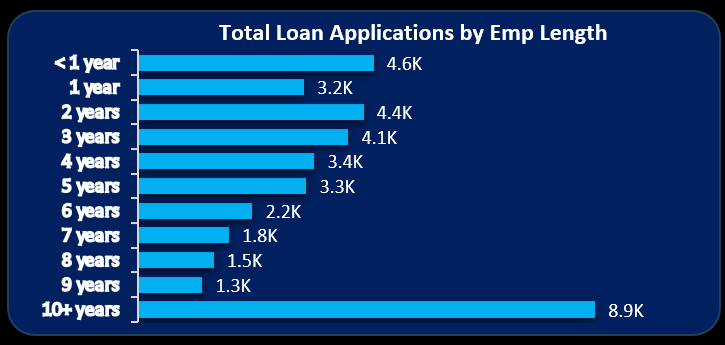 Total Loan Applications by Emp Length
< 1 year 4.6K
1 year 3.2K
2 years 4.4K
3 years 4.1K
4 years 3.4K
5 years 3.3K
6 years 2.2K
7 years 1.8K
8 years 1.5K
9 years 1.3K
10+ years 8.9K